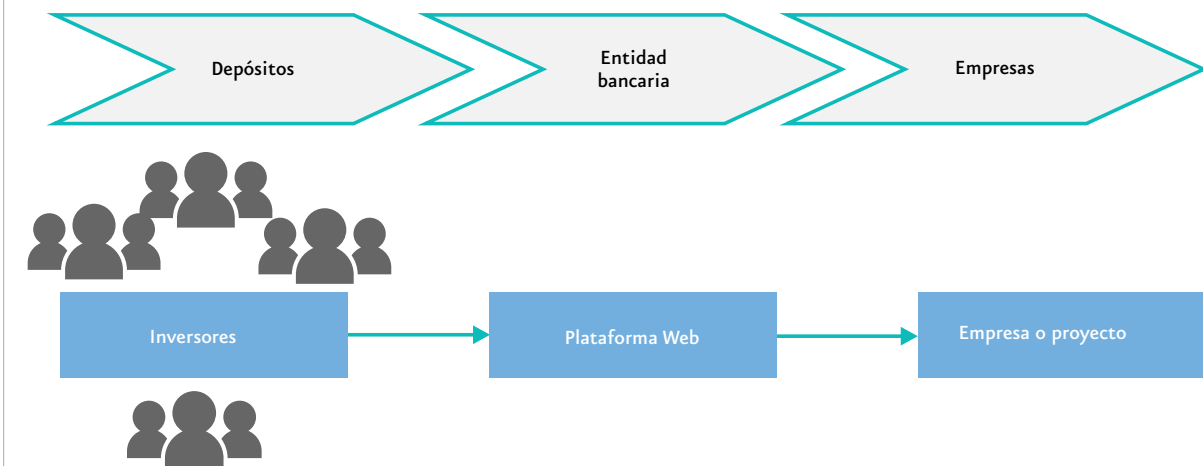 Depósitos
Entidad
bancaria
Empresas
Inversores
Plataforma Web
Empresa o proyecto